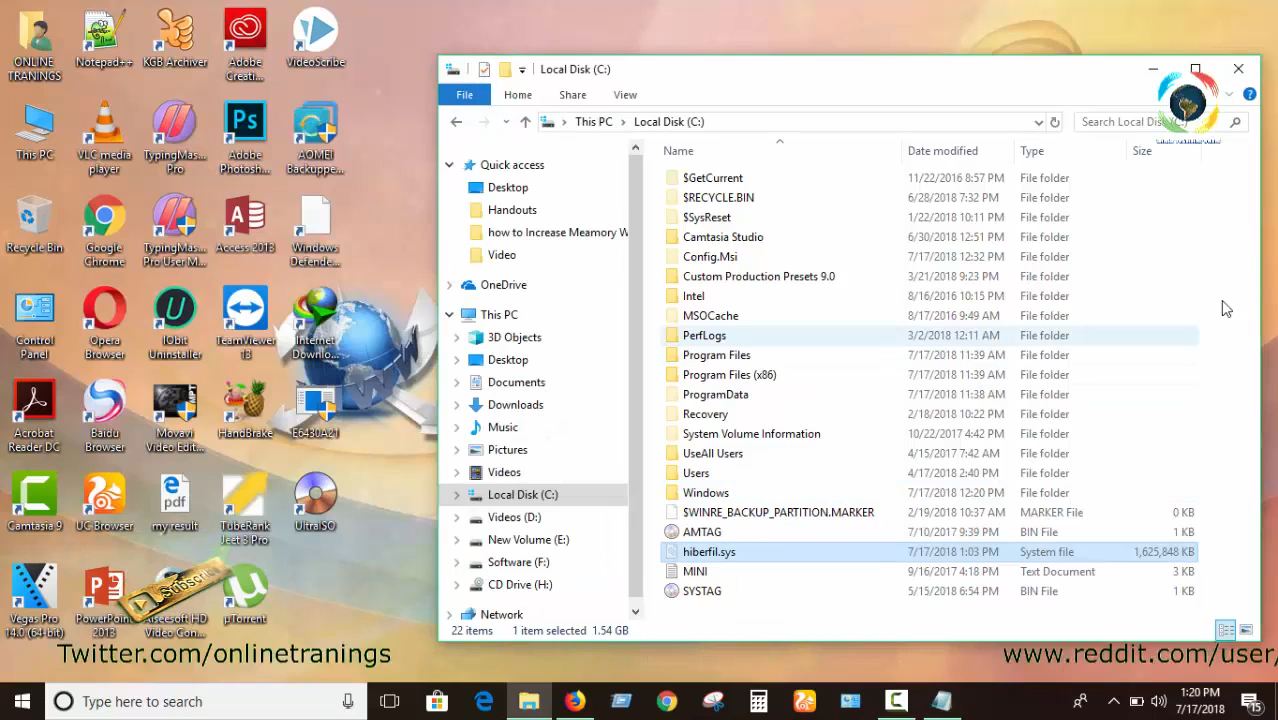 ONLINE
TRANINGS
Notepad++
KGB Archiver
Adobe
Creati...
VideoScribe
This PC
VLC media
player
TypingMas...
Pro
Adobe
Photosh...
AOMEI
Backuppe...
Recycle Bin
Google
Chrome
TypingMas...
Pro User M...
Access 2013
Windows
Defende...
Control
Panel
Opera
Browser
IObit
Uninstaller
TeamViewer
13
Internet
Downlo...
Acrobat
Reader DC
Baidu
Browser
Movavi
Video Edit...
HandBrake
E6430A21
Camtasia 9
UC Browser
my result
TubeRank
Jeet 3 Pro
UltraISO
Vegas Pro
14.0 (64-bit)
PowerPoint
2013
Aiseesoft HD
Video Con...
µTorrent
Subscribe
Local Disk (C:)
File
Home
Share
View
This PC
Local Disk (C:)
Search Local Disk (C:)
Quick access
Desktop
Handouts
how to Increase Meamory W
Video
OneDrive
This PC
3D Objects
Desktop
Documents
Downloads
Music
Pictures
Videos
Local Disk (C:)
Videos (D:)
New Volume (E:)
Software (F:)
CD Drive (H:)
Network
Name Date modified Type Size
$GetCurrent 11/22/2016 8:57 PM File folder
$RECYCLE.BIN 6/28/2018 7:32 PM File folder
$SysReset 1/22/2018 10:11 PM File folder
Camtasia Studio 6/30/2018 12:51 PM File folder
Config.Msi 7/17/2018 12:32 PM File folder
Custom Production Presets 9.0 3/21/2018 9:23 PM File folder
Intel 8/16/2016 10:15 PM File folder
MSOCache 8/17/2016 9:49 AM File folder
PerfLogs 3/2/2018 12:11 AM File folder
Program Files 7/17/2018 11:39 AM File folder
Program Files (x86) 7/17/2018 11:39 AM File folder
ProgramData 7/17/2018 11:38 AM File folder
Recovery 2/18/2018 10:22 PM File folder
System Volume Information 10/22/2017 4:42 PM File folder
UseAll Users 4/15/2017 7:42 AM File folder
Users 4/17/2018 2:40 PM File folder
Windows 7/17/2018 12:20 PM File folder
$WINRE_BACKUP_PARTITION.MARKER 2/19/2018 10:37 AM MARKER File 0 KB
AMTAG 7/10/2017 9:39 PM BIN File 1 KB
hiberfil.sys 7/17/2018 1:03 PM System file 1,625,848 KB
MINI 9/16/2017 4:18 PM Text Document 3 KB
SYSTAG 5/15/2018 6:54 PM BIN File 1 KB
22 items 1 item selected 1.54 GB
Twitter.com/onlinetranings
www.reddit.com/user/
Type here to search
1:20 PM
7/17/2018
15